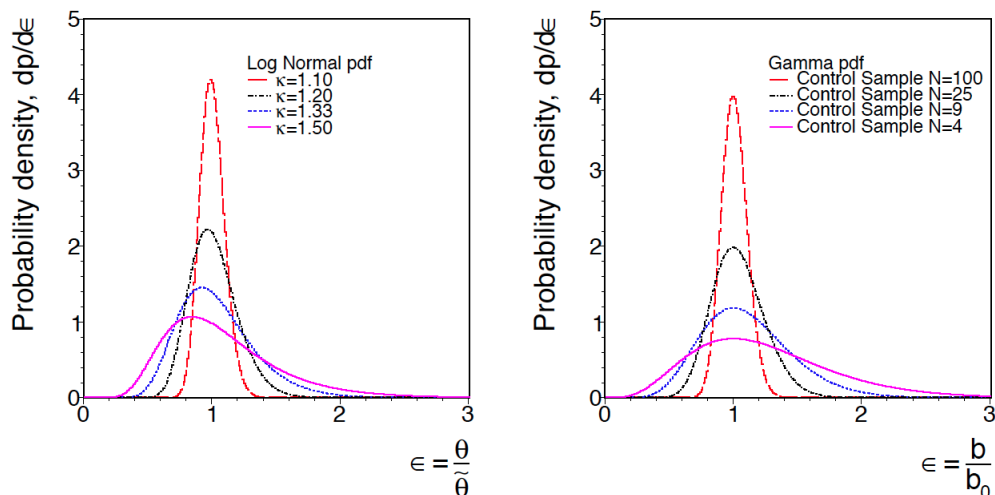 Probability density, dp/dϵ
5
4
3
2
1
0
Log Normal pdf
κ=1.10
κ=1.20
κ=1.33
κ=1.50
0
1
2
3
ϵ = θ / θ̃
Probability density, dp/dϵ
5
4
3
2
1
0
Gamma pdf
Control Sample N=100
Control Sample N=25
Control Sample N=9
Control Sample N=4
0
1
2
3
ϵ = b / b₀